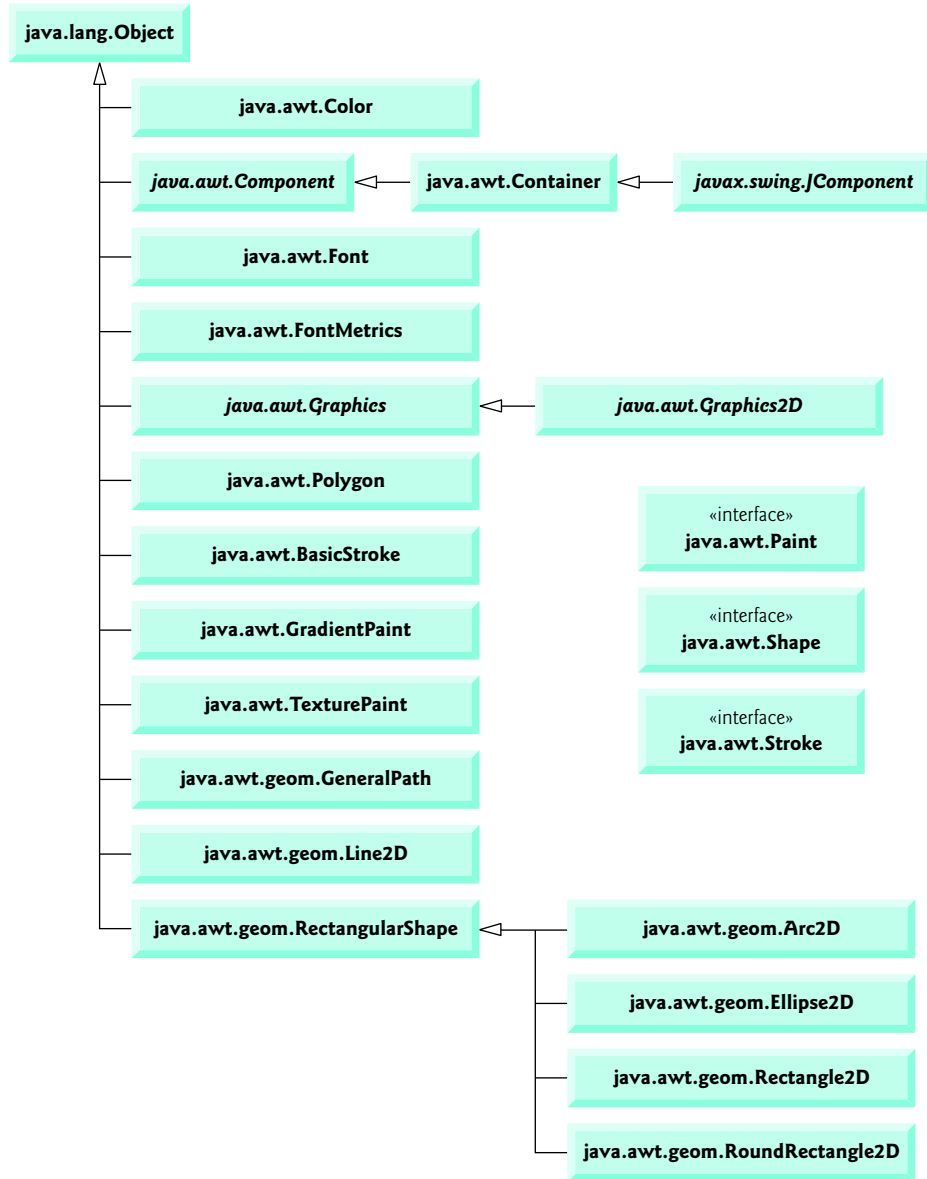 java.lang.Object
java.awt.Color
java.awt.Component
java.awt.Container
javax.swing.JComponent
java.awt.Font
java.awt.FontMetrics
java.awt.Graphics
java.awt.Graphics2D
java.awt.Polygon
«interface»
java.awt.Paint
java.awt.BasicStroke
java.awt.GradientPaint
«interface»
java.awt.Shape
java.awt.TexturePaint
«interface»
java.awt.Stroke
java.awt.geom.GeneralPath
java.awt.geom.Line2D
java.awt.geom.RectangularShape
java.awt.geom.Arc2D
java.awt.geom.Ellipse2D
java.awt.geom.Rectangle2D
java.awt.geom.RoundRectangle2D